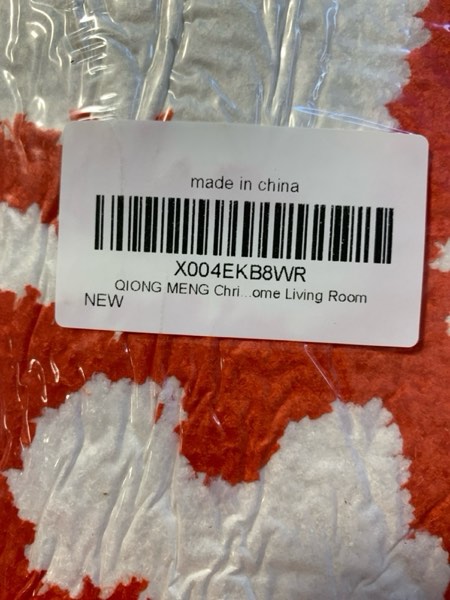 made in china
X004EKB8WR
QIONG MENG Chri...ome Living Room
NEW